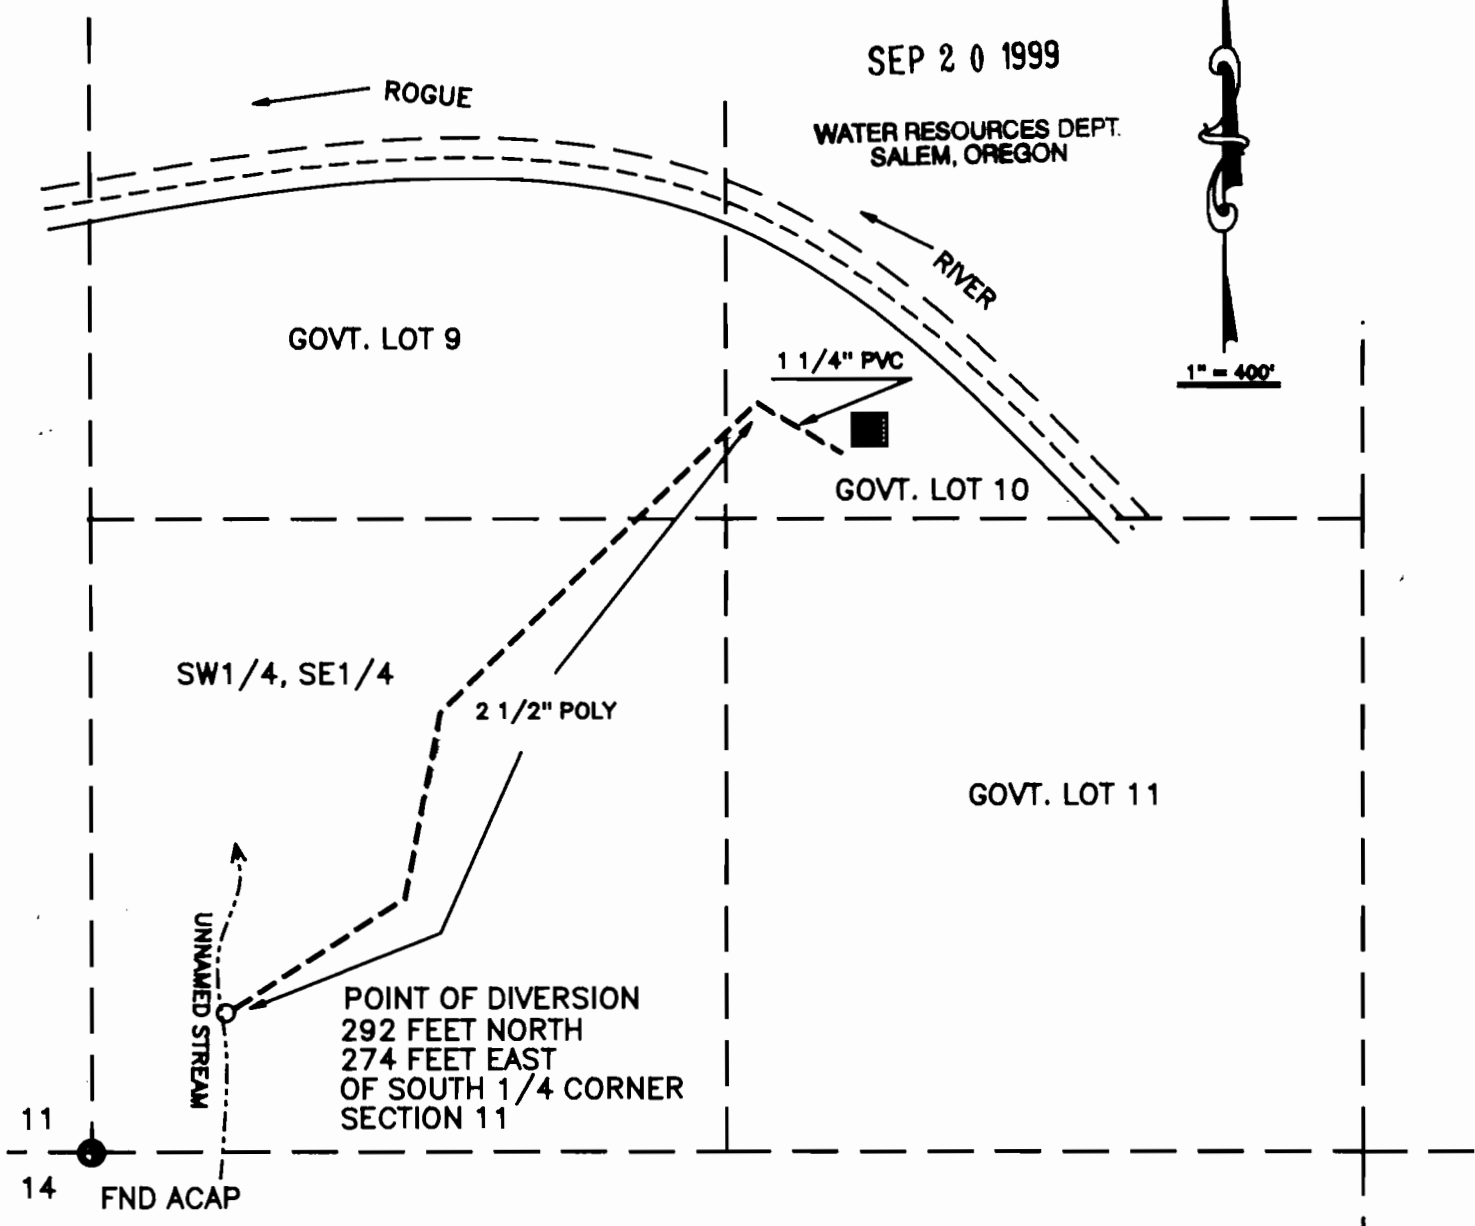 SEP 2 0 1999
WATER RESOURCES DEPT.
SALEM, OREGON
ROGUE
RIVER
1" = 400'
GOVT. LOT 9
1 1/4" PVC
GOVT. LOT 10
SW1/4, SE1/4
2 1/2" POLY
GOVT. LOT 11
UNNAMED STREAM
POINT OF DIVERSION
292 FEET NORTH
274 FEET EAST
OF SOUTH 1/4 CORNER
SECTION 11
11
14
FND ACAP